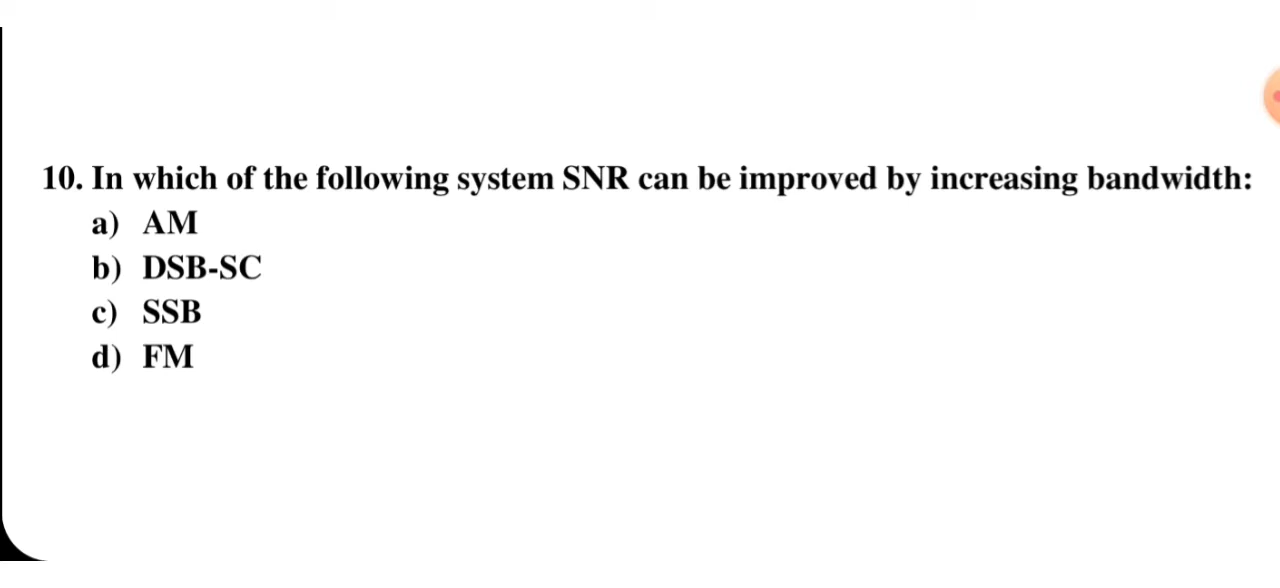 10. In which of the following system SNR can be improved by increasing bandwidth:
a) AM
b) DSB-SC
c) SSB
d) FM